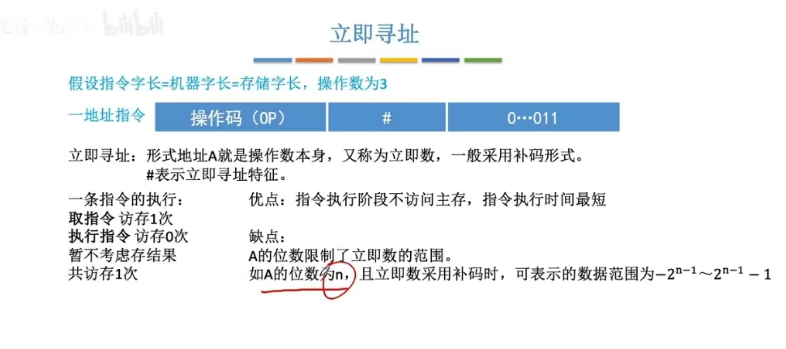 bilibili
立即寻址
假设指令字长=机器字长=存储字长，操作数为3
一地址指令 操作码（OP） # 0…011
立即寻址：形式地址A就是操作数本身，又称为立即数，一般采用补码形式。
#表示立即寻址特征。
一条指令的执行： 优点：指令执行阶段不访问主存，指令执行时间最短
取指令 访存1次
执行指令 访存0次 缺点：
暂不考虑存结果 A的位数限制了立即数的范围。
共访存1次 如A的位数为n，且立即数采用补码时，可表示的数据范围为−2ⁿ⁻¹～2ⁿ⁻¹ − 1